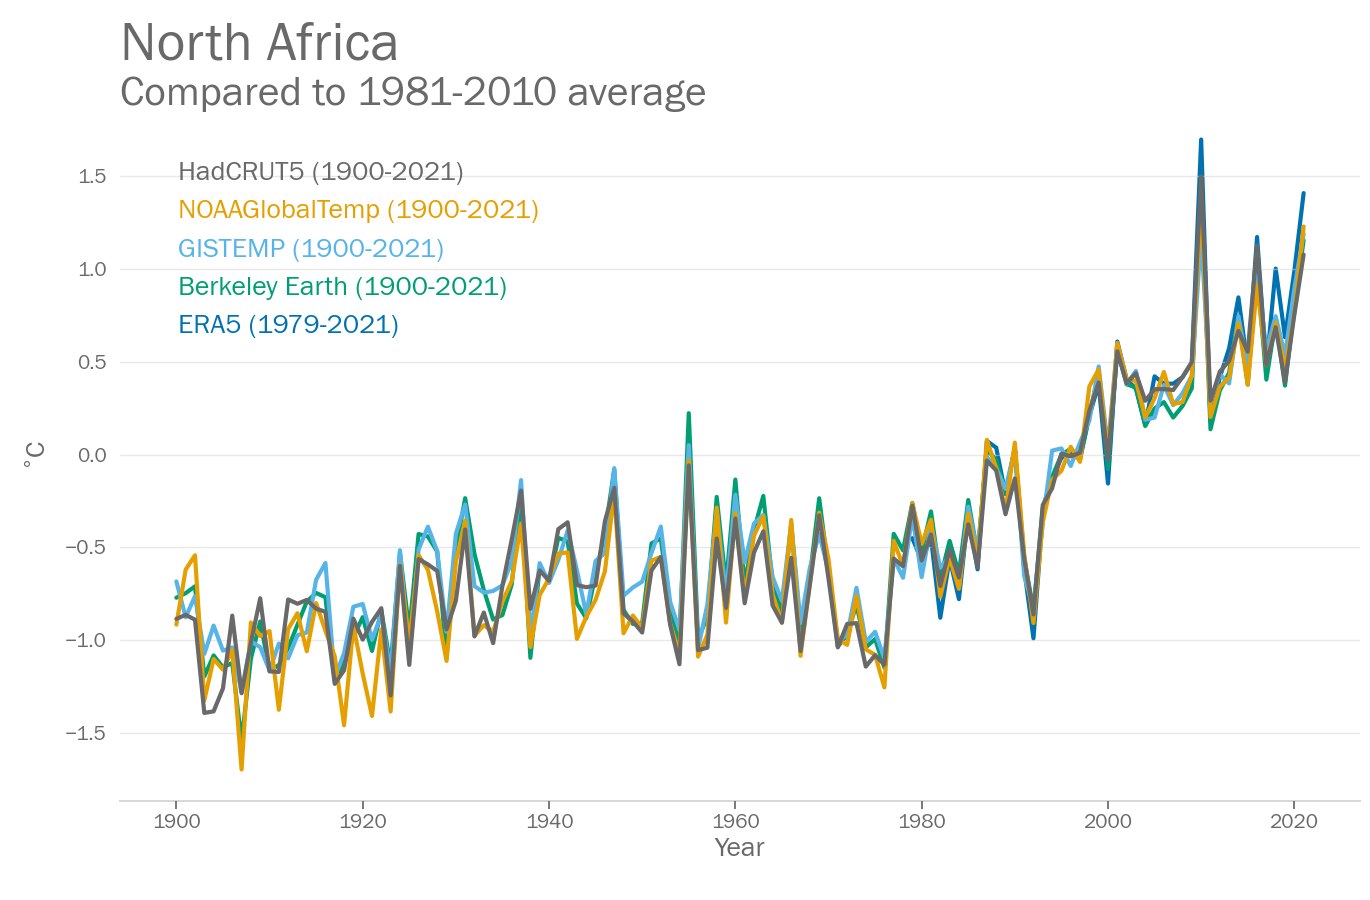 North Africa
Compared to 1981-2010 average
HadCRUT5 (1900-2021)
NOAAGlobalTemp (1900-2021)
GISTEMP (1900-2021)
Berkeley Earth (1900-2021)
ERA5 (1979-2021)
1.5
1.0
0.5
0.0
−0.5
−1.0
−1.5
°C
1900 1920 1940 1960 1980 2000 2020
Year